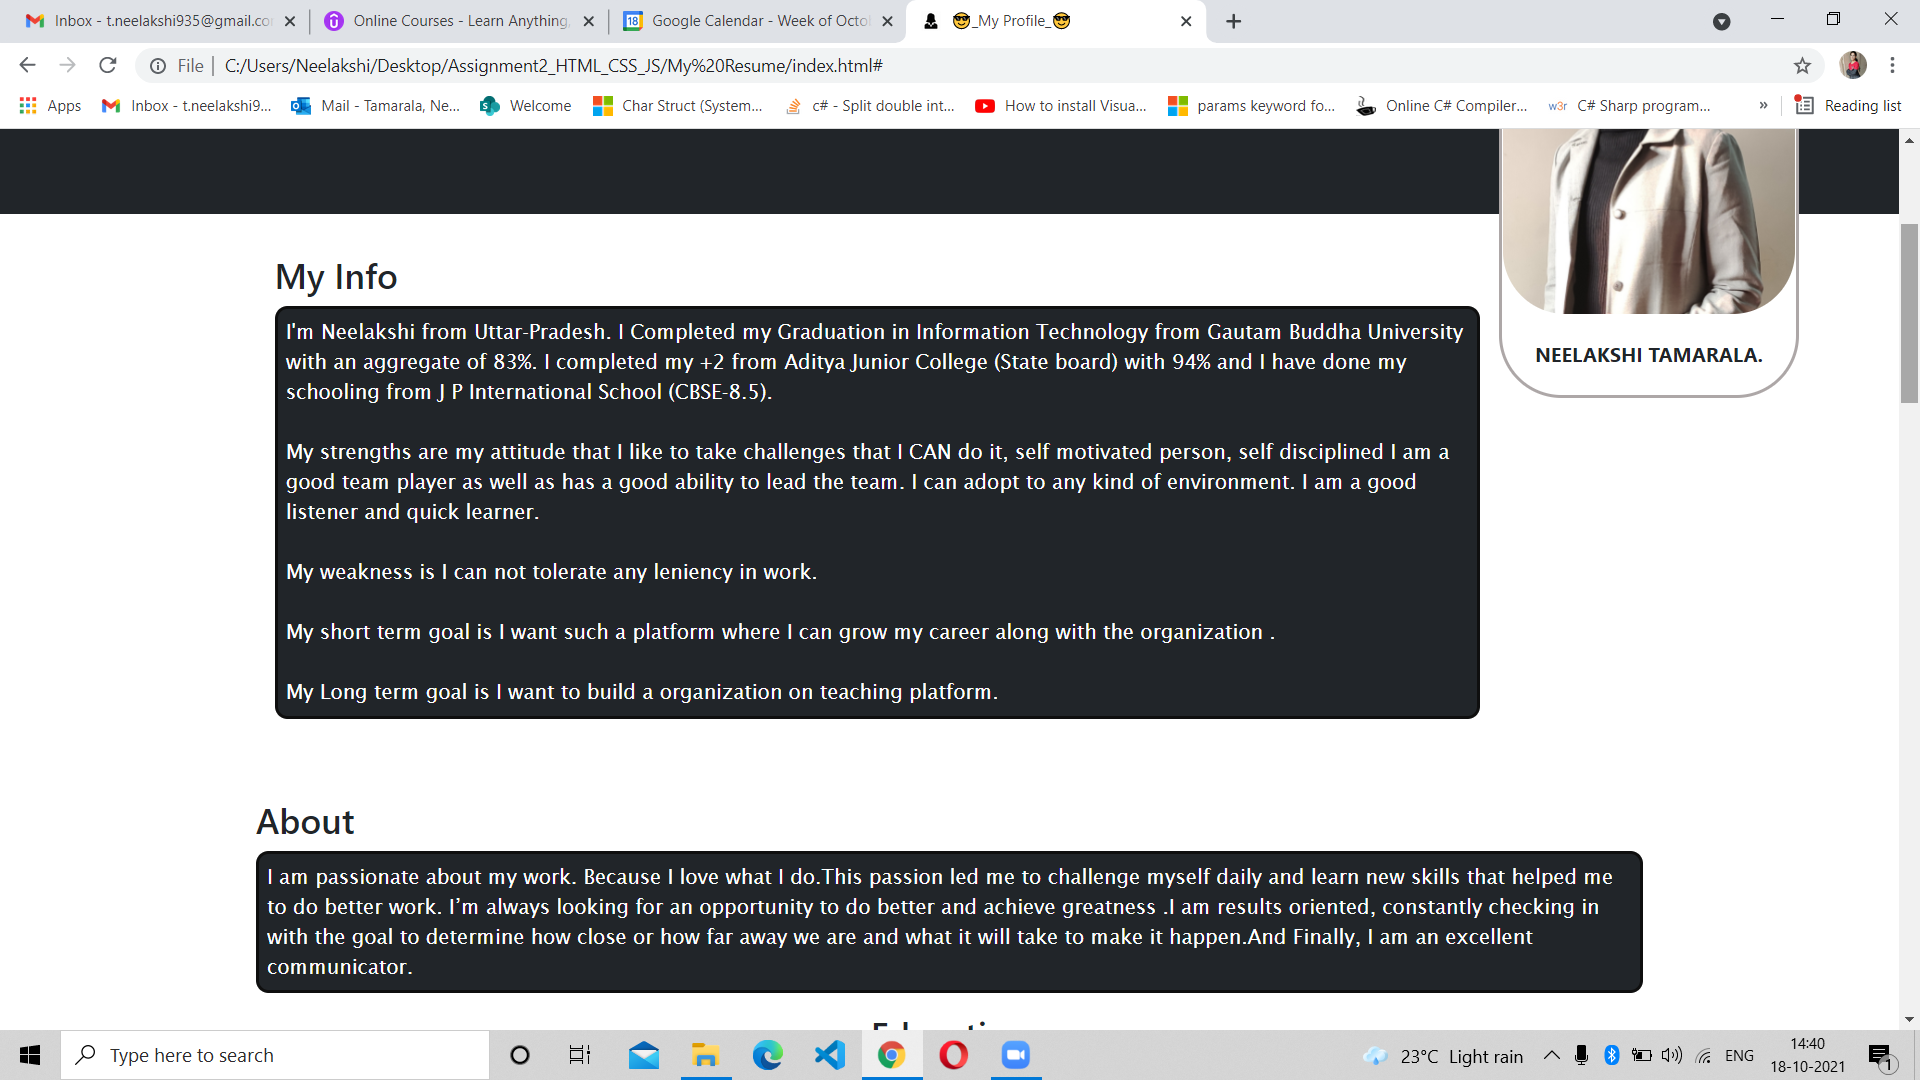 Inbox - t.neelakshi935@gmail.co
Online Courses - Learn Anything,
Google Calendar - Week of Octo
😎_My Profile_😎
File
C:/Users/Neelakshi/Desktop/Assignment2_HTML_CSS_JS/My%20Resume/index.html#
Apps
Inbox - t.neelakshi9...
Mail - Tamarala, Ne...
Welcome
Char Struct (System...
c# - Split double int...
How to install Visua...
params keyword fo...
Online C# Compiler...
w3r
C# Sharp program...
»
Reading list
NEELAKSHI TAMARALA.
My Info
I'm Neelakshi from Uttar-Pradesh. I Completed my Graduation in Information Technology from Gautam Buddha University
with an aggregate of 83%. I completed my +2 from Aditya Junior College (State board) with 94% and I have done my
schooling from J P International School (CBSE-8.5).
My strengths are my attitude that I like to take challenges that I CAN do it, self motivated person, self disciplined I am a
good team player as well as has a good ability to lead the team. I can adopt to any kind of environment. I am a good
listener and quick learner.
My weakness is I can not tolerate any leniency in work.
My short term goal is I want such a platform where I can grow my career along with the organization .
My Long term goal is I want to build a organization on teaching platform.
About
I am passionate about my work. Because I love what I do.This passion led me to challenge myself daily and learn new skills that helped me
to do better work. I’m always looking for an opportunity to do better and achieve greatness .I am results oriented, constantly checking in
with the goal to determine how close or how far away we are and what it will take to make it happen.And Finally, I am an excellent
communicator.
Type here to search
23°C Light rain
ENG
14:40
18-10-2021
1